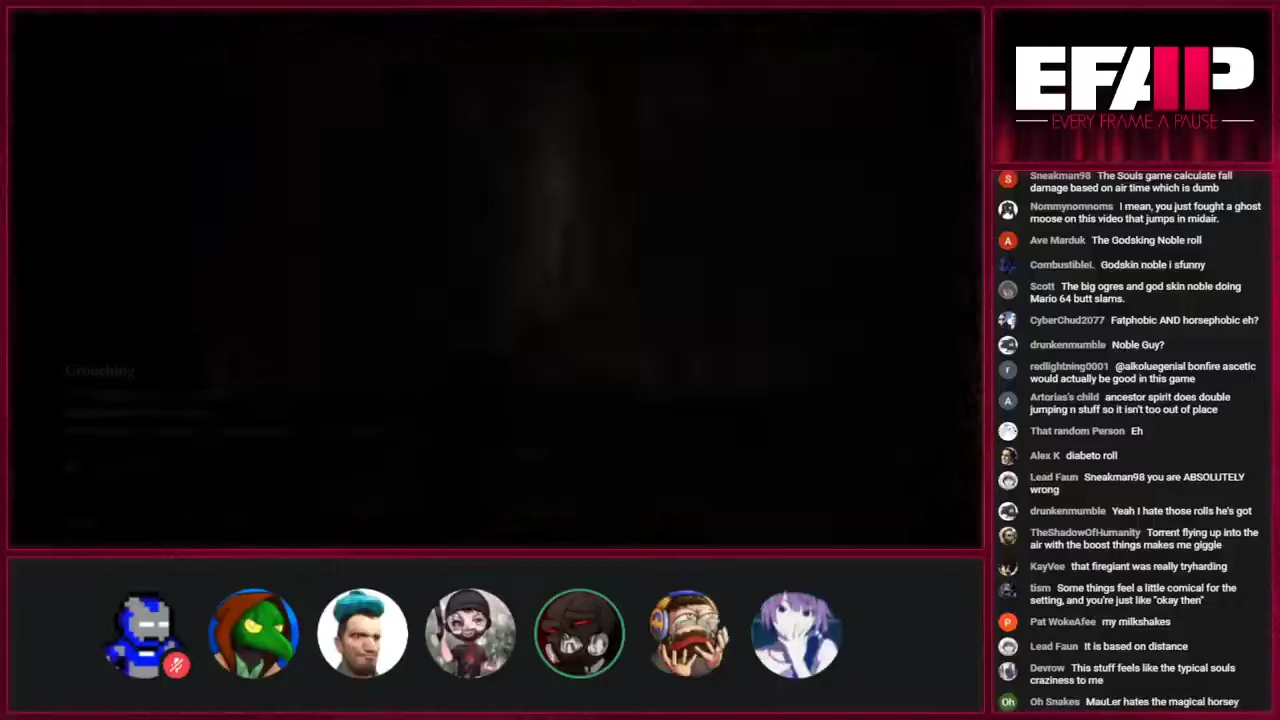 Crouching
EFAP
EVERY FRAME A PAUSE
S
Sneakman98 The Souls game calculate fall
damage based on air time which is dumb
Nommynomnoms I mean, you just fought a ghost
moose on this video that jumps in midair.
A
Ave Marduk The Godsking Noble roll
CombustibleL Godskin noble i sfunny
Scott The big ogres and god skin noble doing
Mario 64 butt slams.
CyberChud2077 Fatphobic AND horsephobic eh?
drunkenmumble Noble Guy?
r
redlightning0001 @alkoluegenial bonfire ascetic
would actually be good in this game
A
Artorias's child ancestor spirit does double
jumping n stuff so it isn't too out of place
That random Person Eh
Alex K diabeto roll
Lead Faun Sneakman98 you are ABSOLUTELY
wrong
drunkenmumble Yeah I hate those rolls he's got
TheShadowOfHumanity Torrent flying up into the
air with the boost things makes me giggle
KayVee that firegiant was really tryharding
tism Some things feel a little comical for the
setting, and you're just like "okay then"
P
Pat WokeAfee my milkshakes
Lead Faun It is based on distance
Devrow This stuff feels like the typical souls
craziness to me
Oh
Oh Snakes MauLer hates the magical horsey